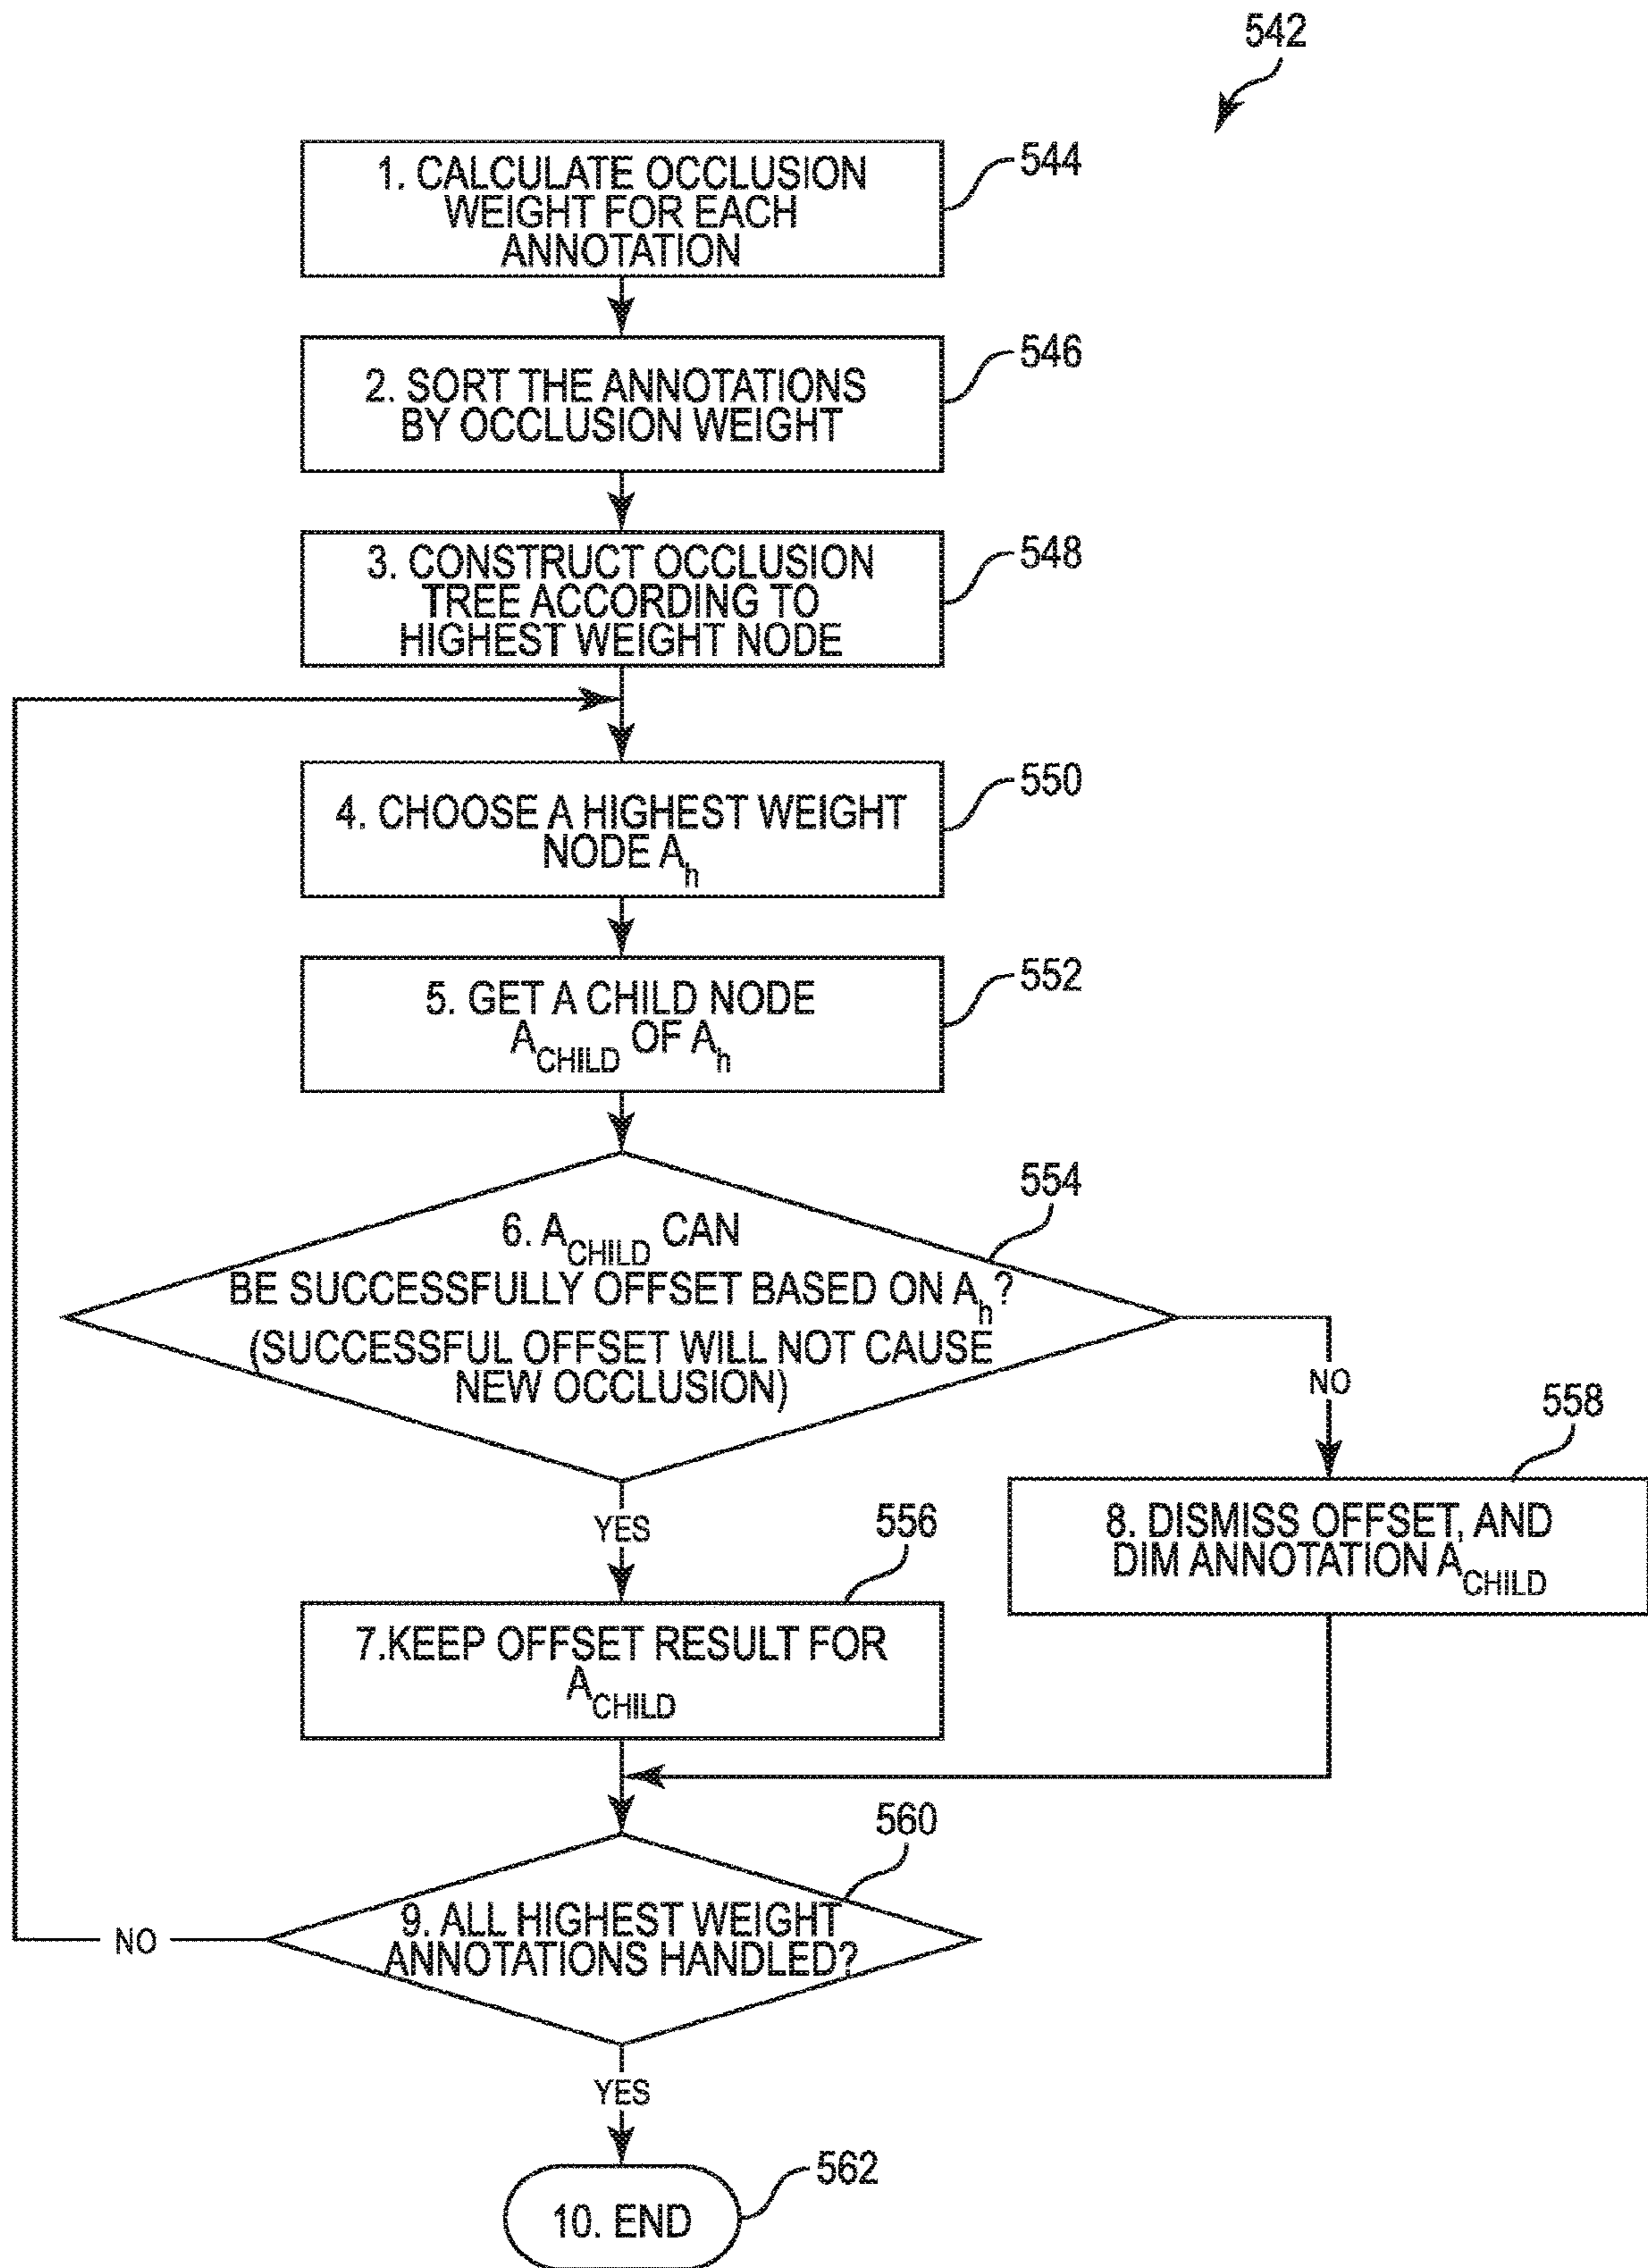 542
1. CALCULATE OCCLUSION
WEIGHT FOR EACH
ANNOTATION
544
2. SORT THE ANNOTATIONS
BY OCCLUSION WEIGHT
546
3. CONSTRUCT OCCLUSION
TREE ACCORDING TO
HIGHEST WEIGHT NODE
548
4. CHOOSE A HIGHEST WEIGHT
NODE Ah
550
5. GET A CHILD NODE
ACHILD OF Ah
552
6. ACHILD CAN
BE SUCCESSFULLY OFFSET BASED ON Ah?
(SUCCESSFUL OFFSET WILL NOT CAUSE
NEW OCCLUSION)
554
NO
YES
558
8. DISMISS OFFSET, AND
DIM ANNOTATION ACHILD
556
7.KEEP OFFSET RESULT FOR
ACHILD
560
9. ALL HIGHEST WEIGHT
ANNOTATIONS HANDLED?
NO
YES
10. END
562